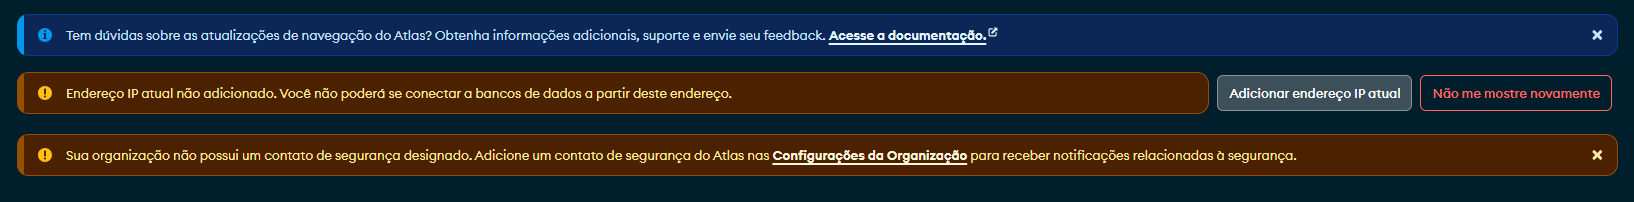 Tem dúvidas sobre as atualizações de navegação do Atlas? Obtenha informações adicionais, suporte e envie seu feedback. Acesse a documentação.
Endereço IP atual não adicionado. Você não poderá se conectar a bancos de dados a partir deste endereço.
Adicionar endereço IP atual
Não me mostre novamente
Sua organização não possui um contato de segurança designado. Adicione um contato de segurança do Atlas nas Configurações da Organização para receber notificações relacionadas à segurança.